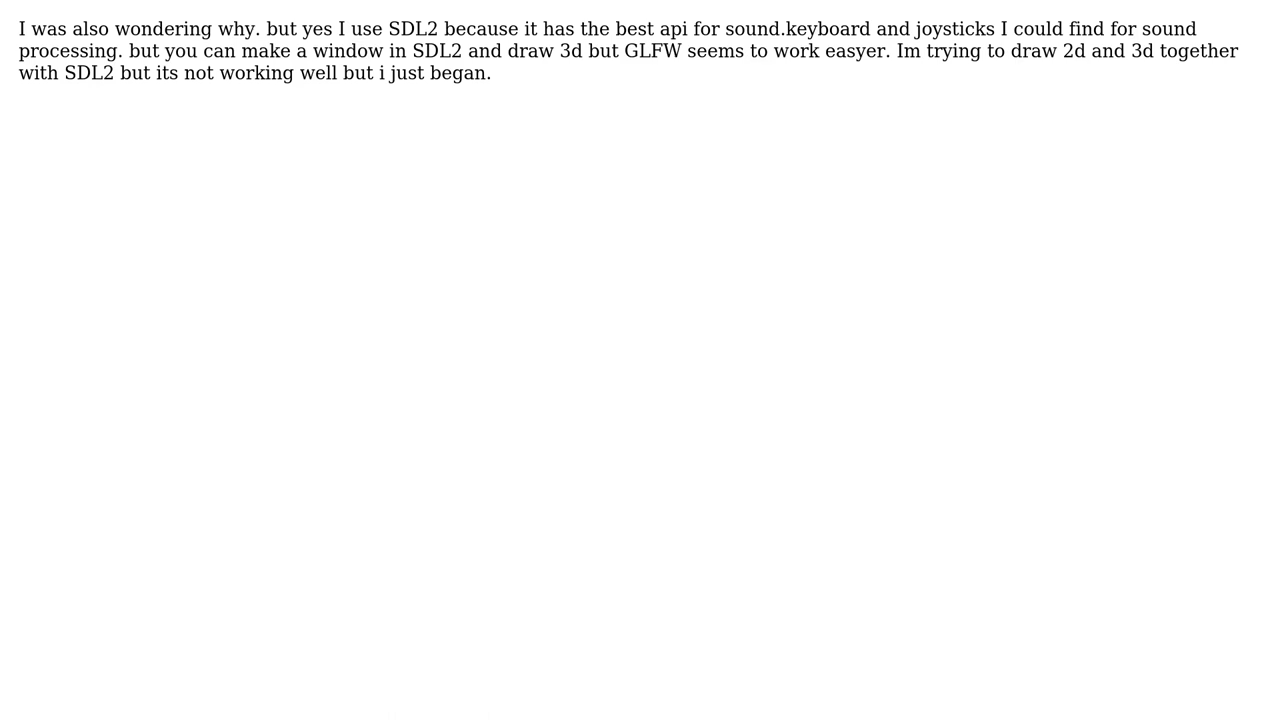 I was also wondering why. but yes I use SDL2 because it has the best api for sound.keyboard and joysticks I could find for sound
processing. but you can make a window in SDL2 and draw 3d but GLFW seems to work easyer. Im trying to draw 2d and 3d together
with SDL2 but its not working well but i just began.